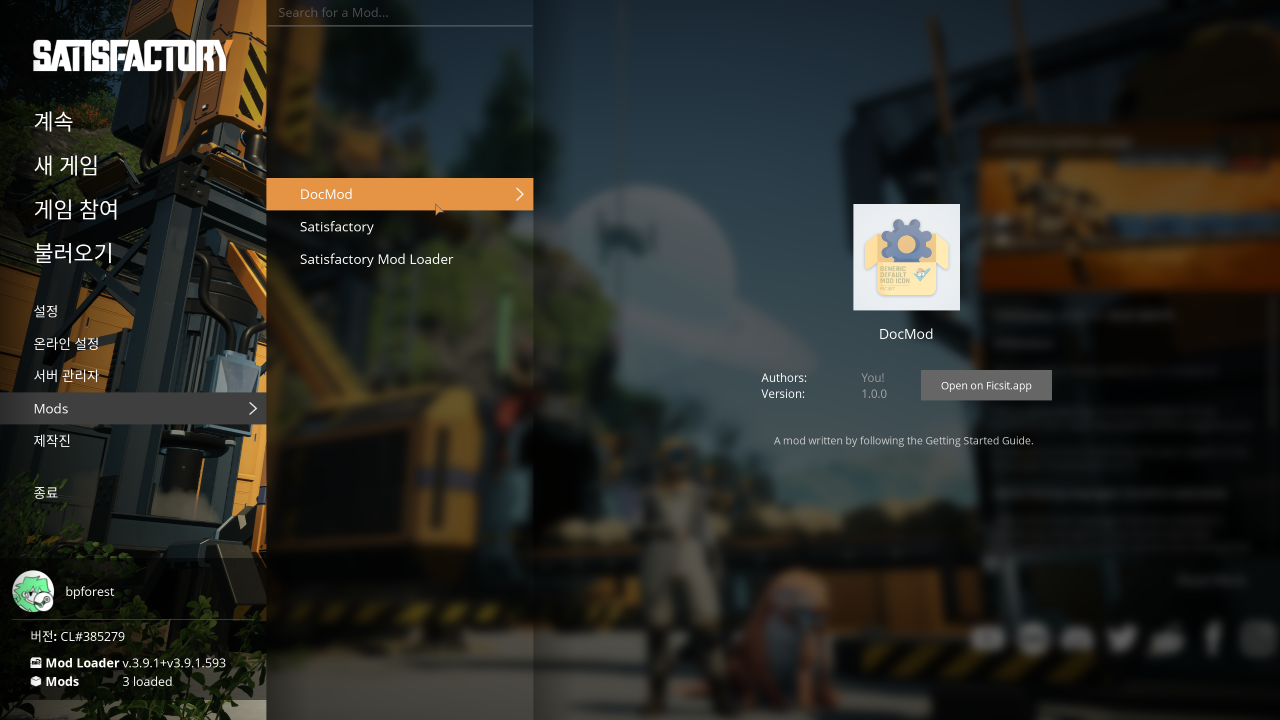 SATISFACTORY
계속
새 게임
게임 참여
불러오기
설정
온라인 설정
서버 관리자
Mods
제작진
종료
bpforest
버전: CL#385279
Mod Loader v.3.9.1+v3.9.1.593
Mods 3 loaded
Search for a Mod...
DocMod
Satisfactory
Satisfactory Mod Loader
GENERIC
DEFAULT
MOD ICON
DocMod
Authors: You!
Version: 1.0.0
Open on Ficsit.app
A mod written by following the Getting Started Guide.